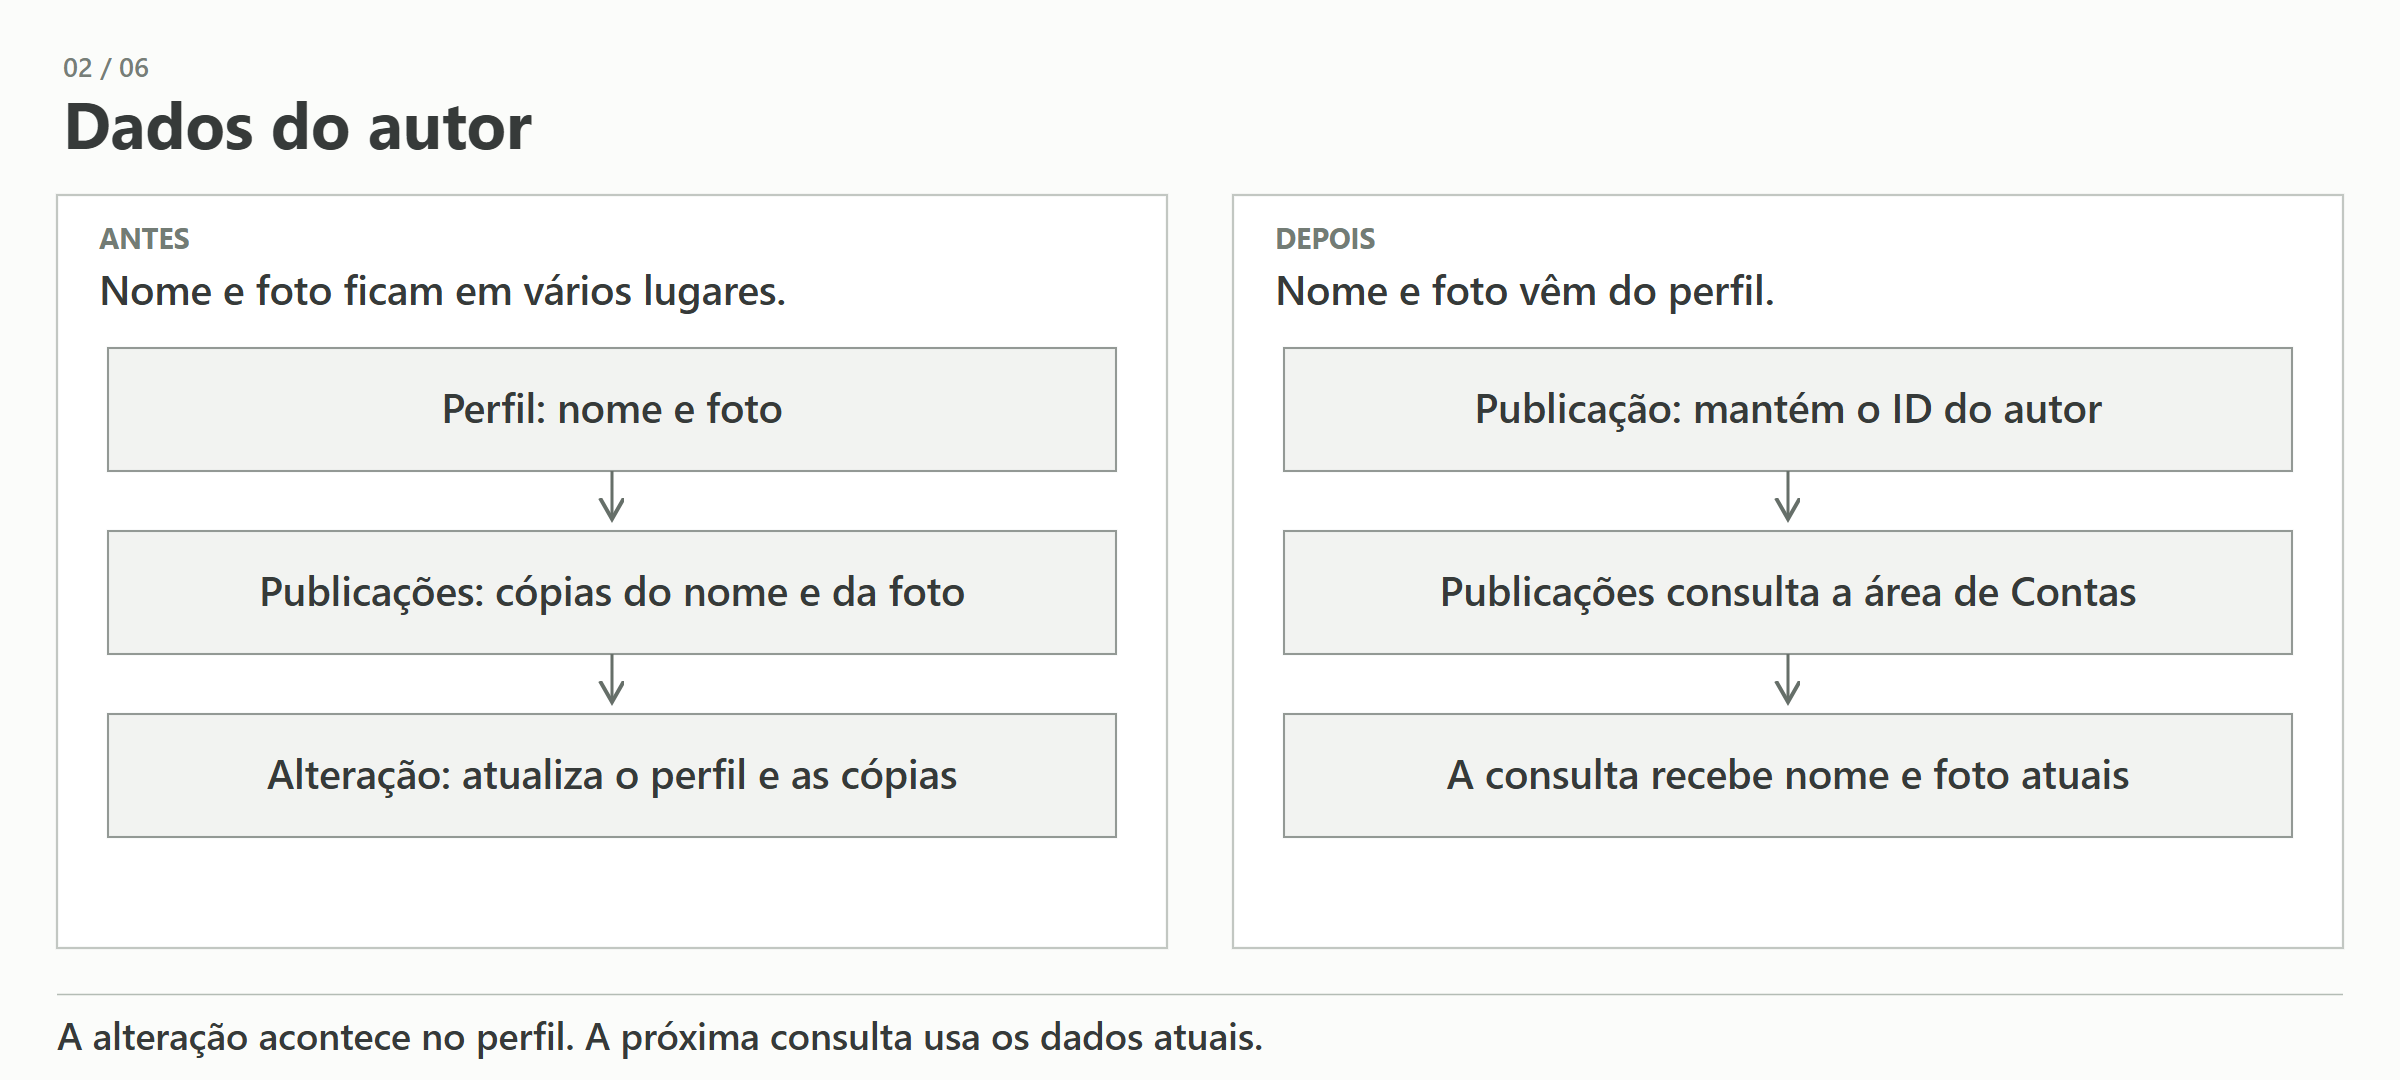 02 / 06
Dados do autor
ANTES
Nome e foto ficam em vários lugares.
Perfil: nome e foto
Publicações: cópias do nome e da foto
Alteração: atualiza o perfil e as cópias
DEPOIS
Nome e foto vêm do perfil.
Publicação: mantém o ID do autor
Publicações consulta a área de Contas
A consulta recebe nome e foto atuais
A alteração acontece no perfil. A próxima consulta usa os dados atuais.